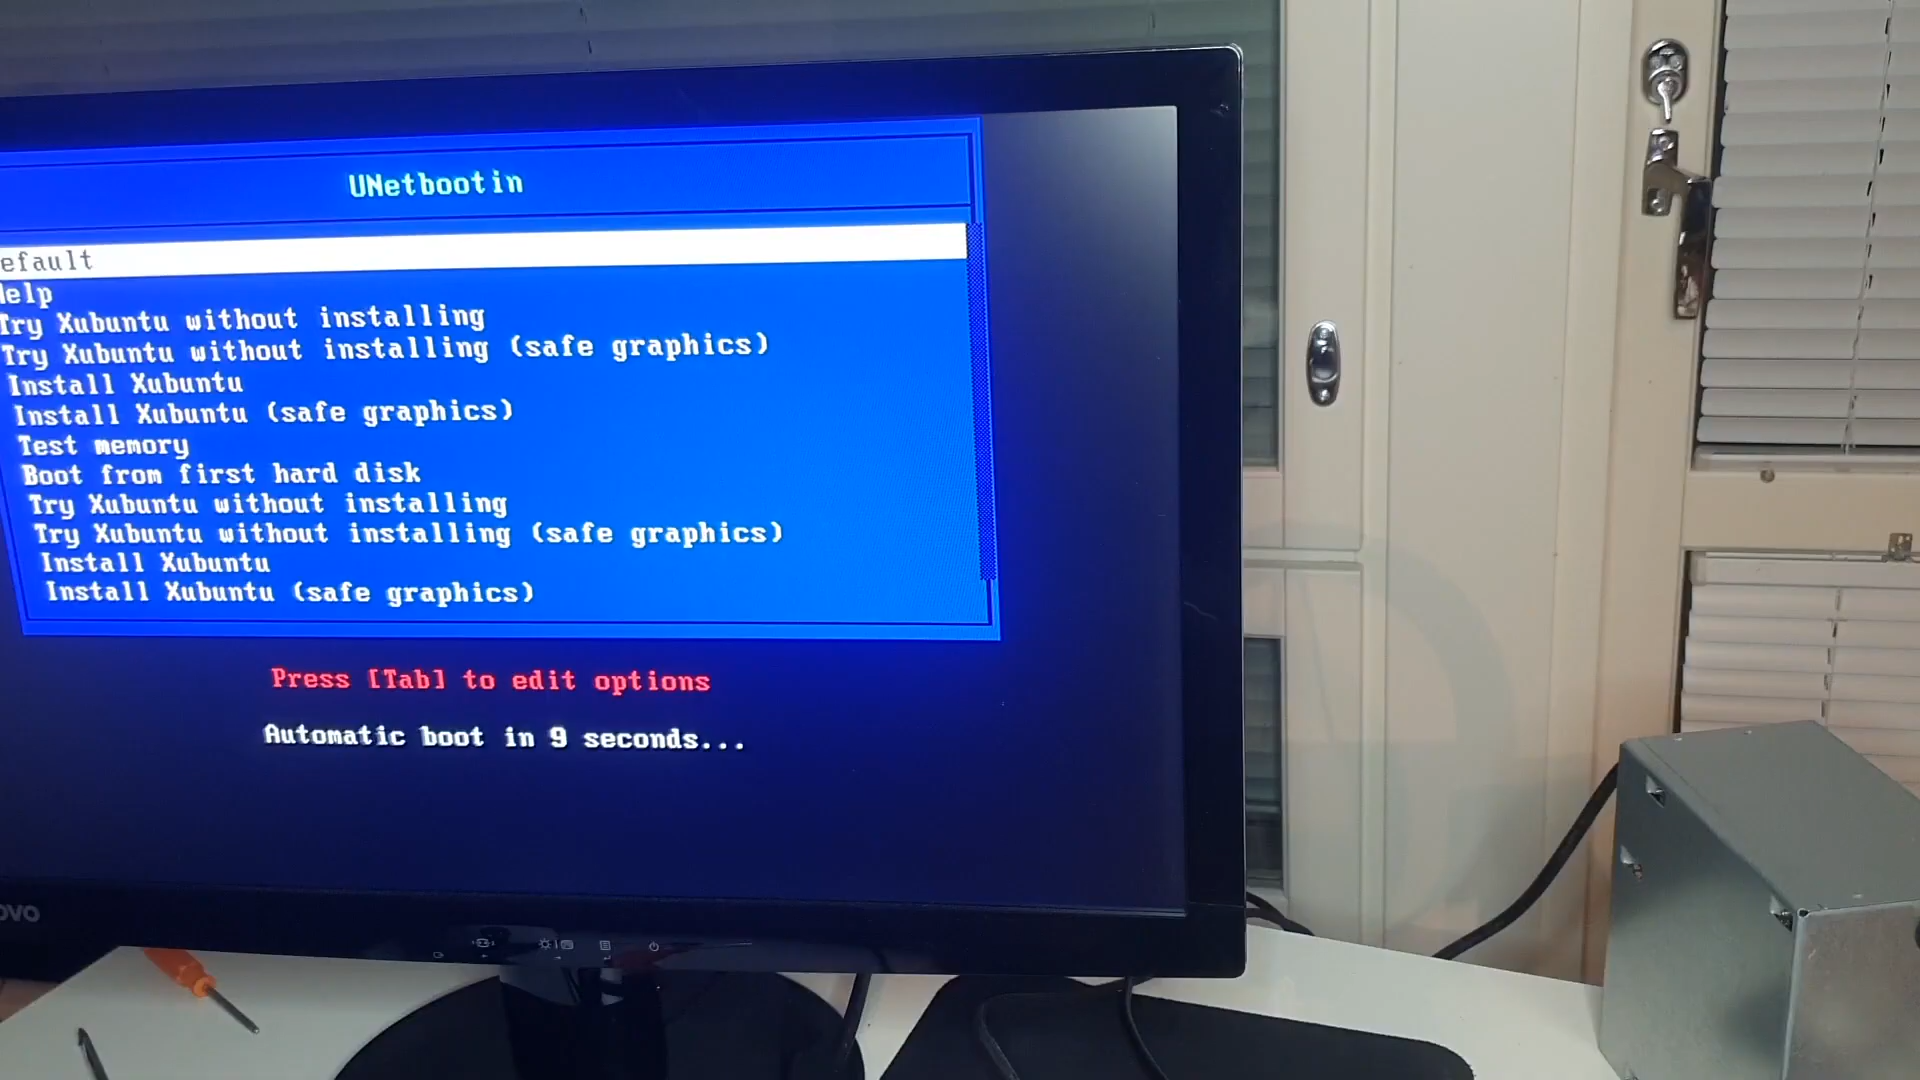 UNetbootin
efault
Help
Try Xubuntu without installing
Try Xubuntu without installing (safe graphics)
Install Xubuntu
Install Xubuntu (safe graphics)
Test memory
Boot from first hard disk
Try Xubuntu without installing
Try Xubuntu without installing (safe graphics)
Install Xubuntu
Install Xubuntu (safe graphics)
Press [Tab] to edit options
Automatic boot in 9 seconds...
ovo